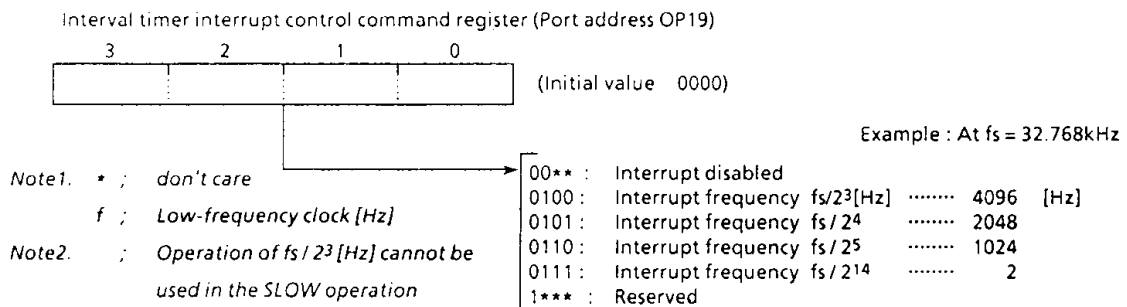 Interval timer interrupt control command register (Port address OP19)
3 2 1 0
(Initial value 0000)
Example : At fs = 32.768kHz
Note1. * ; don't care
f ; Low-frequency clock [Hz]
Note2. ; Operation of fs / 2³ [Hz] cannot be
used in the SLOW operation
00** : Interrupt disabled
0100 : Interrupt frequency fs/2³[Hz] ········ 4096 [Hz]
0101 : Interrupt frequency fs / 2⁴ ········ 2048
0110 : Interrupt frequency fs / 2⁵ ········ 1024
0111 : Interrupt frequency fs / 2¹⁴ ········ 2
1*** : Reserved